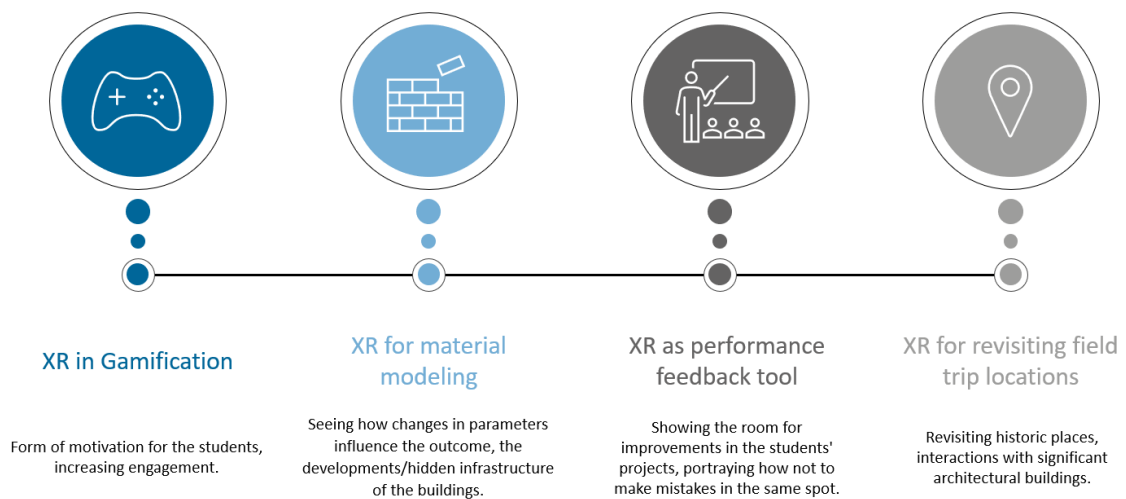 XR in Gamification
Form of motivation for the students,
increasing engagement.
XR for material
modeling
Seeing how changes in parameters
influence the outcome, the
developments/hidden infrastructure
of the buildings.
XR as performance
feedback tool
Showing the room for
improvements in the students'
projects, portraying how not to
make mistakes in the same spot.
XR for revisiting field
trip locations
Revisiting historic places,
interactions with significant
architectural buildings.